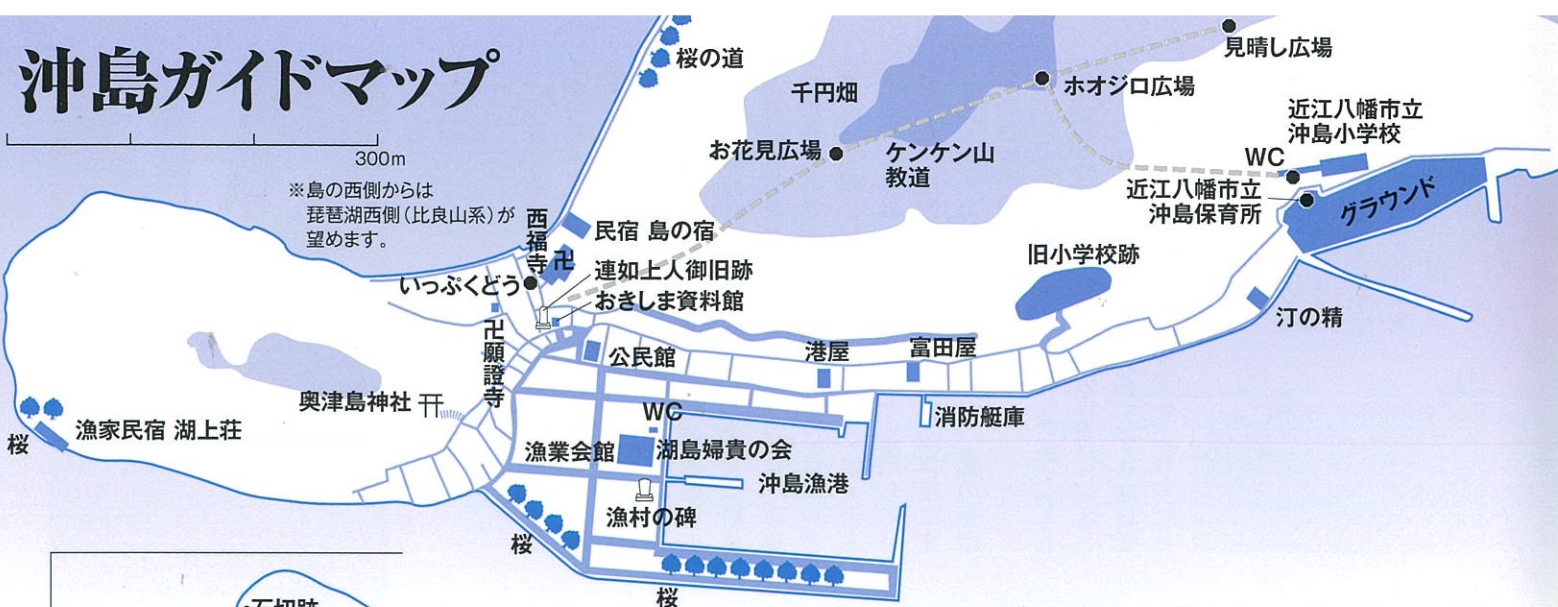 沖島ガイドマップ
300m
※島の西側からは
琵琶湖西側（比良山系）が
望めます。
桜の道
千円畑
見晴し広場
ホオジロ広場
お花見広場
ケンケン山
教道
近江八幡市立
沖島小学校
WC
近江八幡市立
沖島保育所
グラウンド
西福寺
卍
民宿 島の宿
連如上人御旧跡
おきしま資料館
いっぷくどう
旧小学校跡
汀の精
卍願證寺
公民館
港屋
富田屋
奥津島神社
WC
消防艇庫
桜
漁家民宿 湖上荘
漁業会館
湖島婦貴の会
沖島漁港
漁村の碑
桜
桜
石切跡